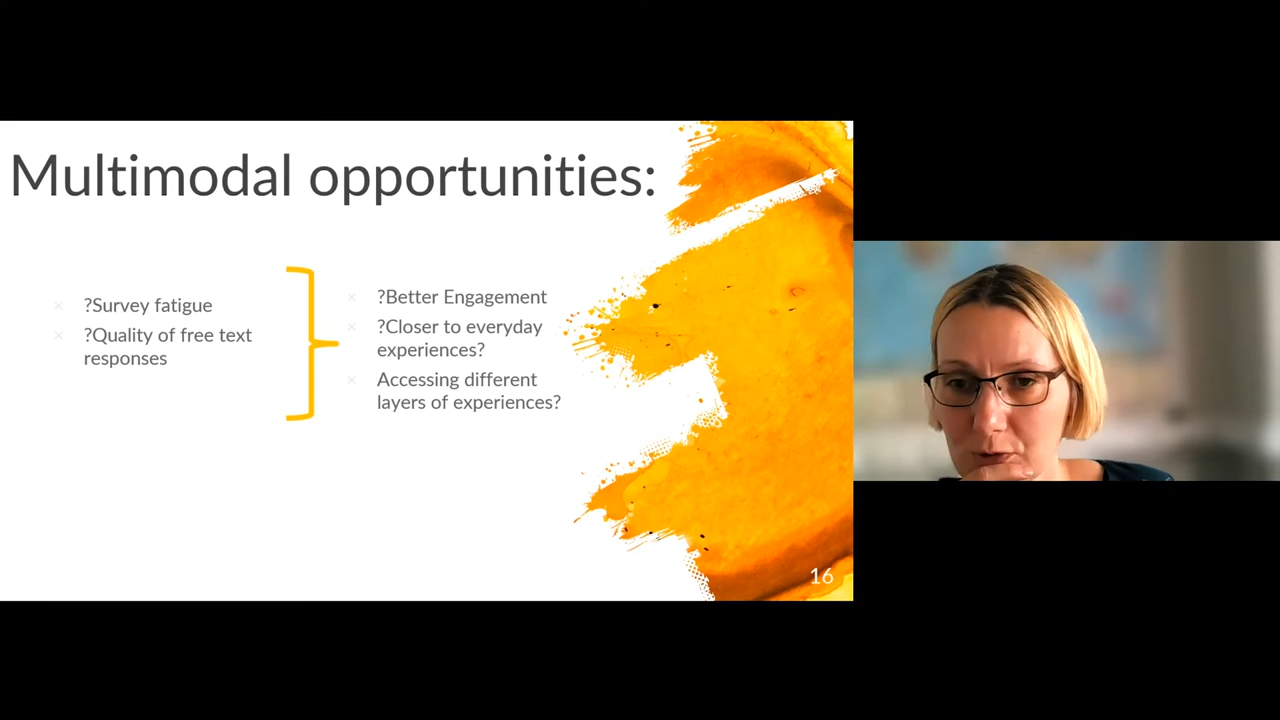 Multimodal opportunities:
?Survey fatigue
?Quality of free text
responses
?Better Engagement
?Closer to everyday
experiences?
Accessing different
layers of experiences?
16